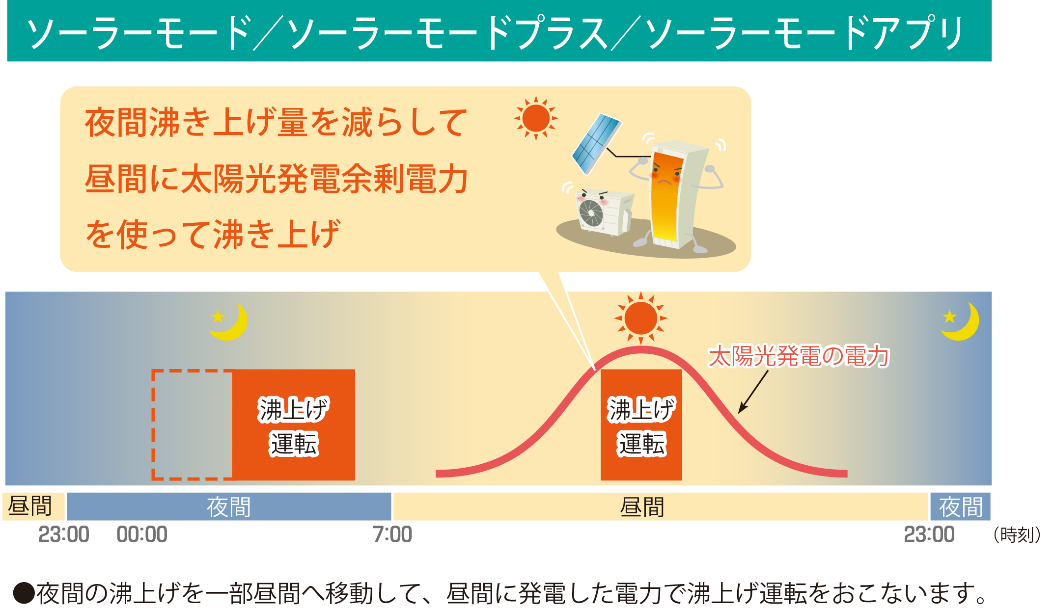 ソーラーモード／ソーラーモードプラス／ソーラーモードアプリ
夜間沸き上げ量を減らして
昼間に太陽光発電余剰電力
を使って沸き上げ
太陽光発電の電力
沸上げ
運転
沸上げ
運転
昼間
夜間
昼間
夜間
23:00
00:00
7:00
23:00
（時刻）
●夜間の沸上げを一部昼間へ移動して、昼間に発電した電力で沸上げ運転をおこないます。